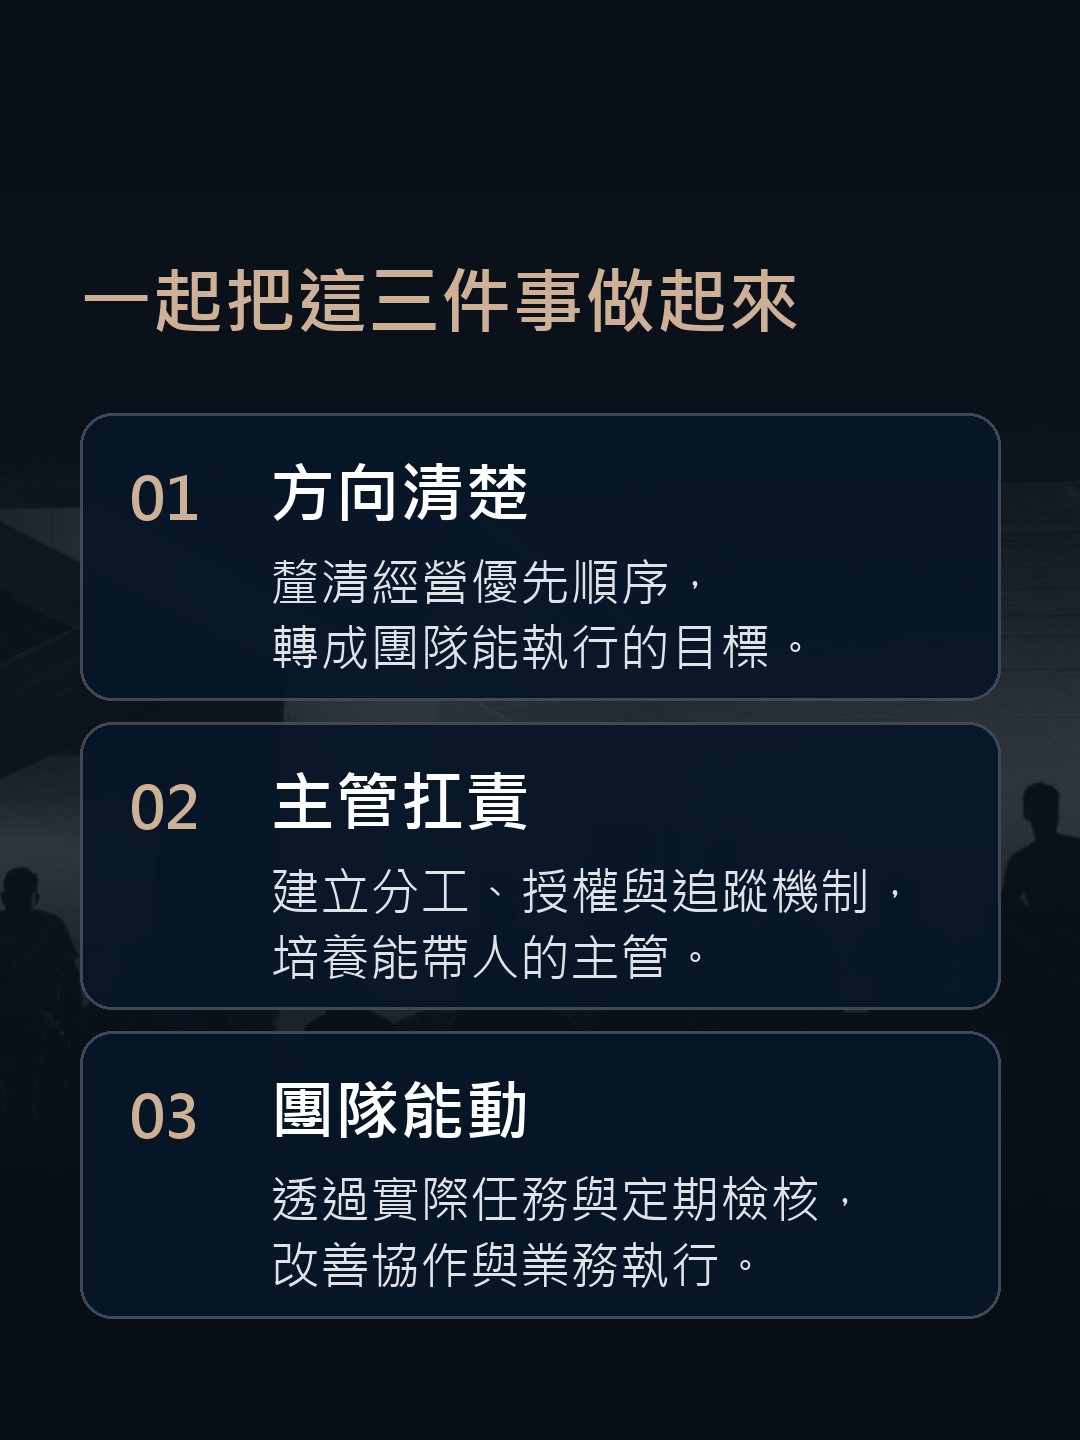 一起把這三件事做起來
01
方向清楚
釐清經營優先順序，
轉成團隊能執行的目標。
02
主管扛責
建立分工、授權與追蹤機制，
培養能帶人的主管。
03
團隊能動
透過實際任務與定期檢核，
改善協作與業務執行。